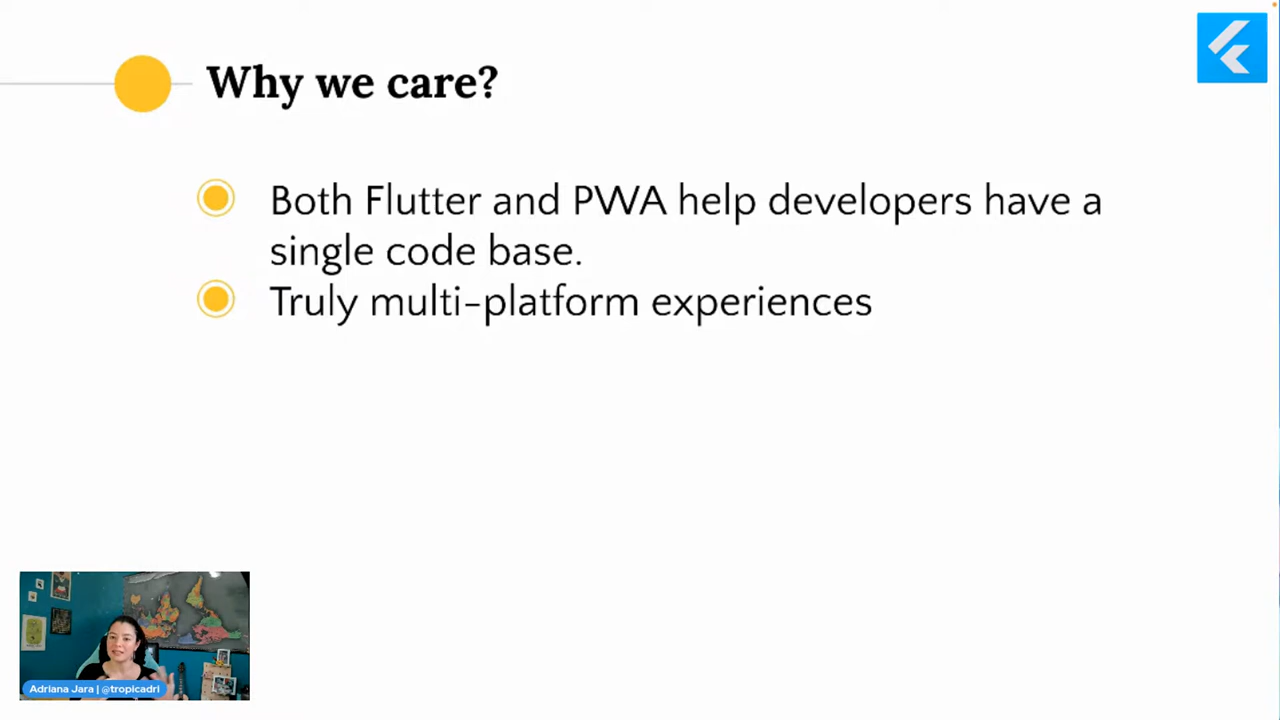 Why we care?
Both Flutter and PWA help developers have a
single code base.
Truly multi-platform experiences
Adriana Jara | @tropicadri